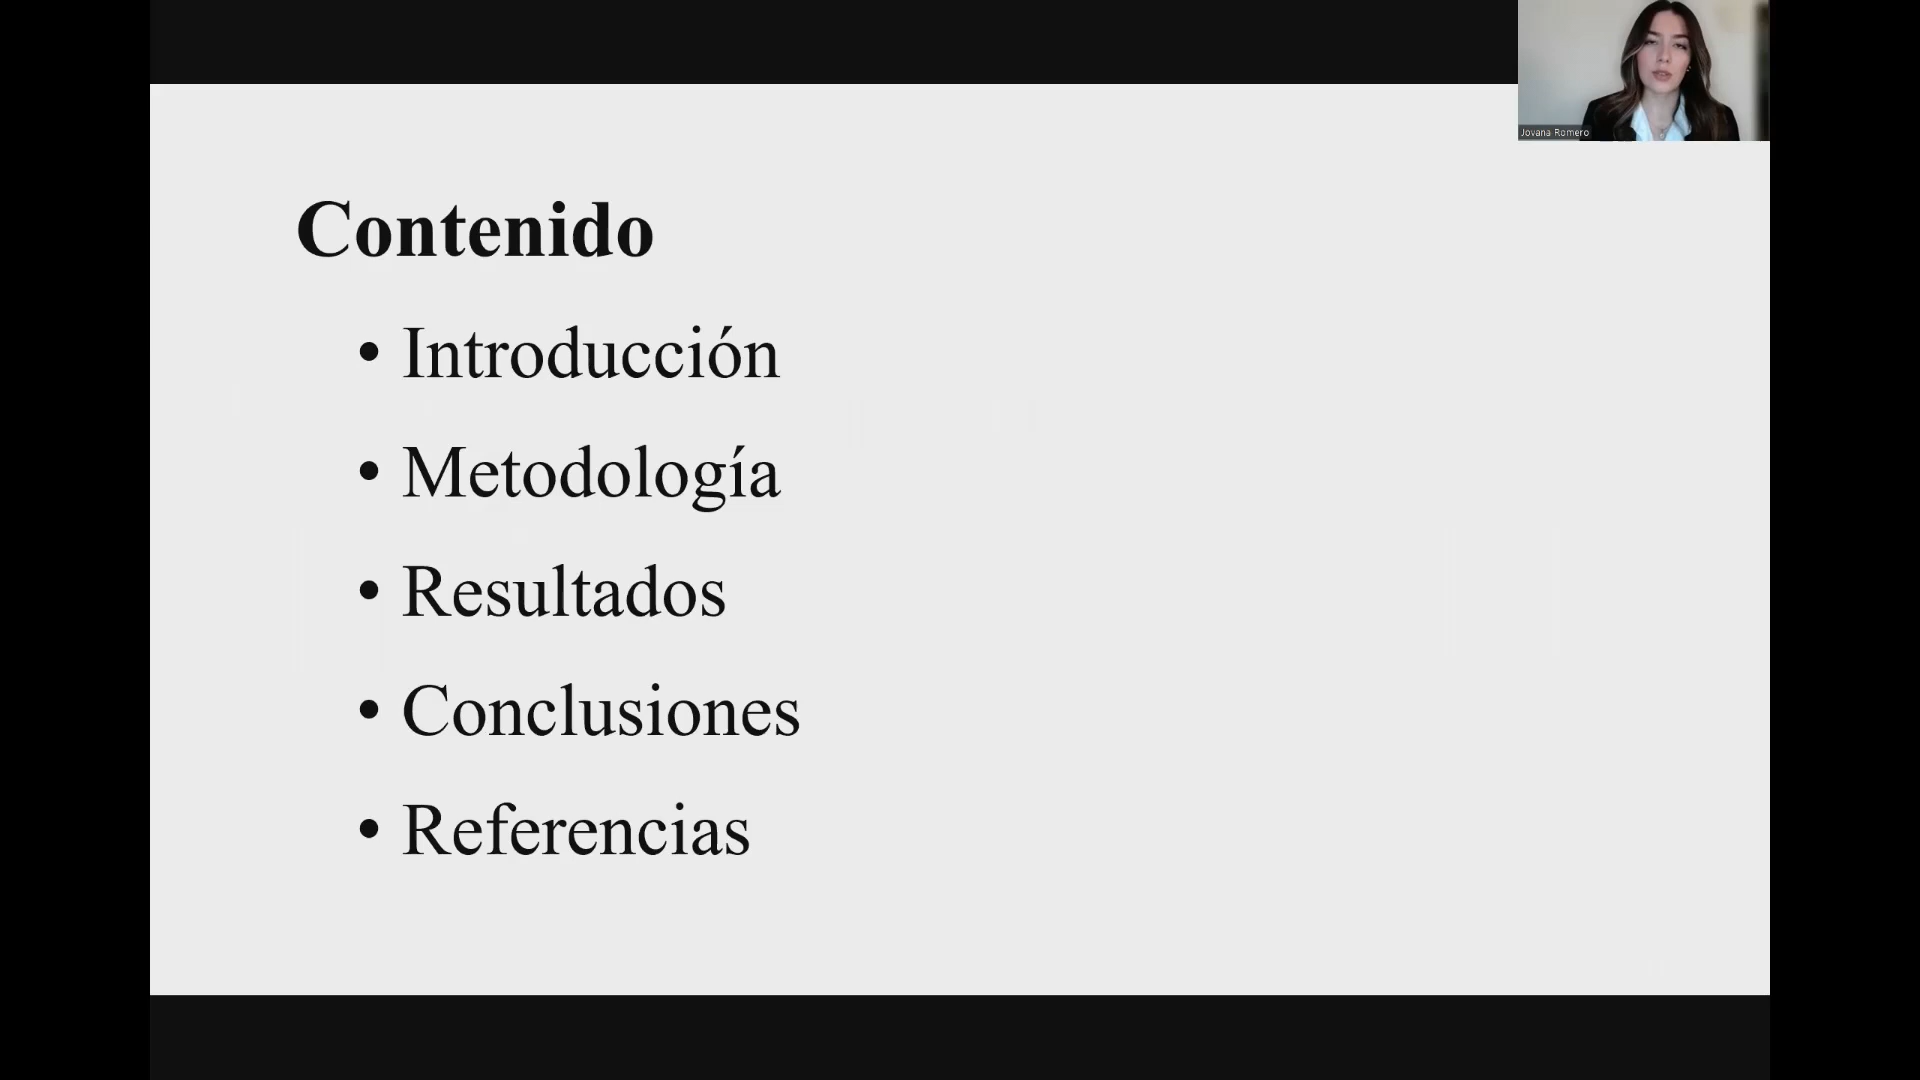 Jovana Romero
Contenido
• Introducción
• Metodología
• Resultados
• Conclusiones
• Referencias